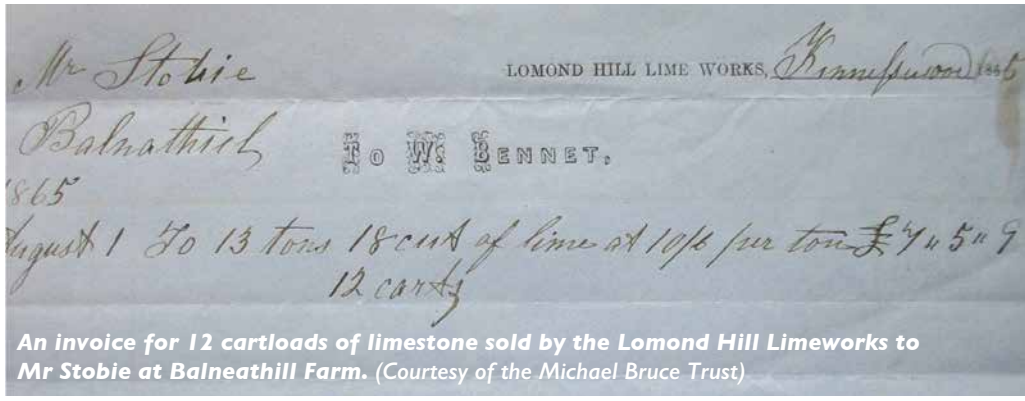 Mr Stobie
LOMOND HILL LIME WORKS, Kinnesswood 1865
Balnathiel
To W. BENNET,
1865
August 1 To 13 tons 18 cwt of lime at 10/6 per ton £7 " 5 " 9
12 carts
An invoice for 12 cartloads of limestone sold by the Lomond Hill Limeworks to
Mr Stobie at Balneathill Farm. (Courtesy of the Michael Bruce Trust)